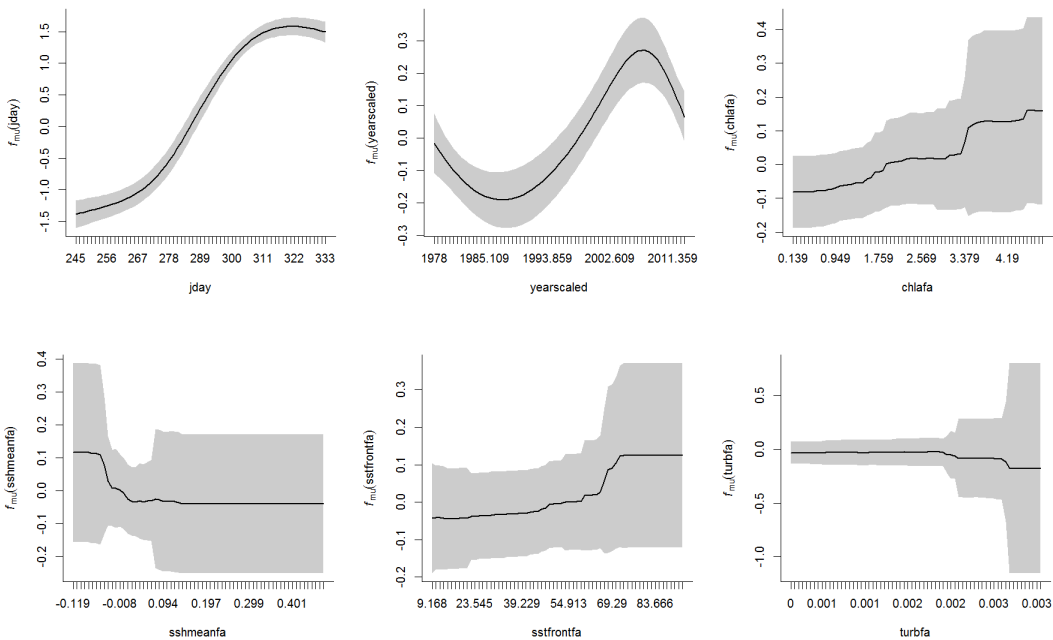 f_mu(jday)
1.5
1.0
0.5
0.0
-0.5
-1.0
-1.5
245 256 267 278 289 300 311 322 333
jday
f_mu(yearscaled)
0.3
0.2
0.1
0.0
-0.1
-0.2
-0.3
1978 1985.109 1993.859 2002.609 2011.359
yearscaled
f_mu(chlafa)
0.4
0.3
0.2
0.1
0.0
-0.1
-0.2
0.139 0.949 1.759 2.569 3.379 4.19
chlafa
f_mu(sshmeanfa)
0.4
0.3
0.2
0.1
0.0
-0.1
-0.2
-0.119 -0.008 0.094 0.197 0.299 0.401
sshmeanfa
f_mu(sstfrontfa)
0.3
0.2
0.1
0.0
-0.1
-0.2
9.168 23.545 39.229 54.913 69.29 83.666
sstfrontfa
f_mu(turbfa)
0.5
0.0
-0.5
-1.0
0 0.001 0.001 0.002 0.002 0.003 0.003
turbfa